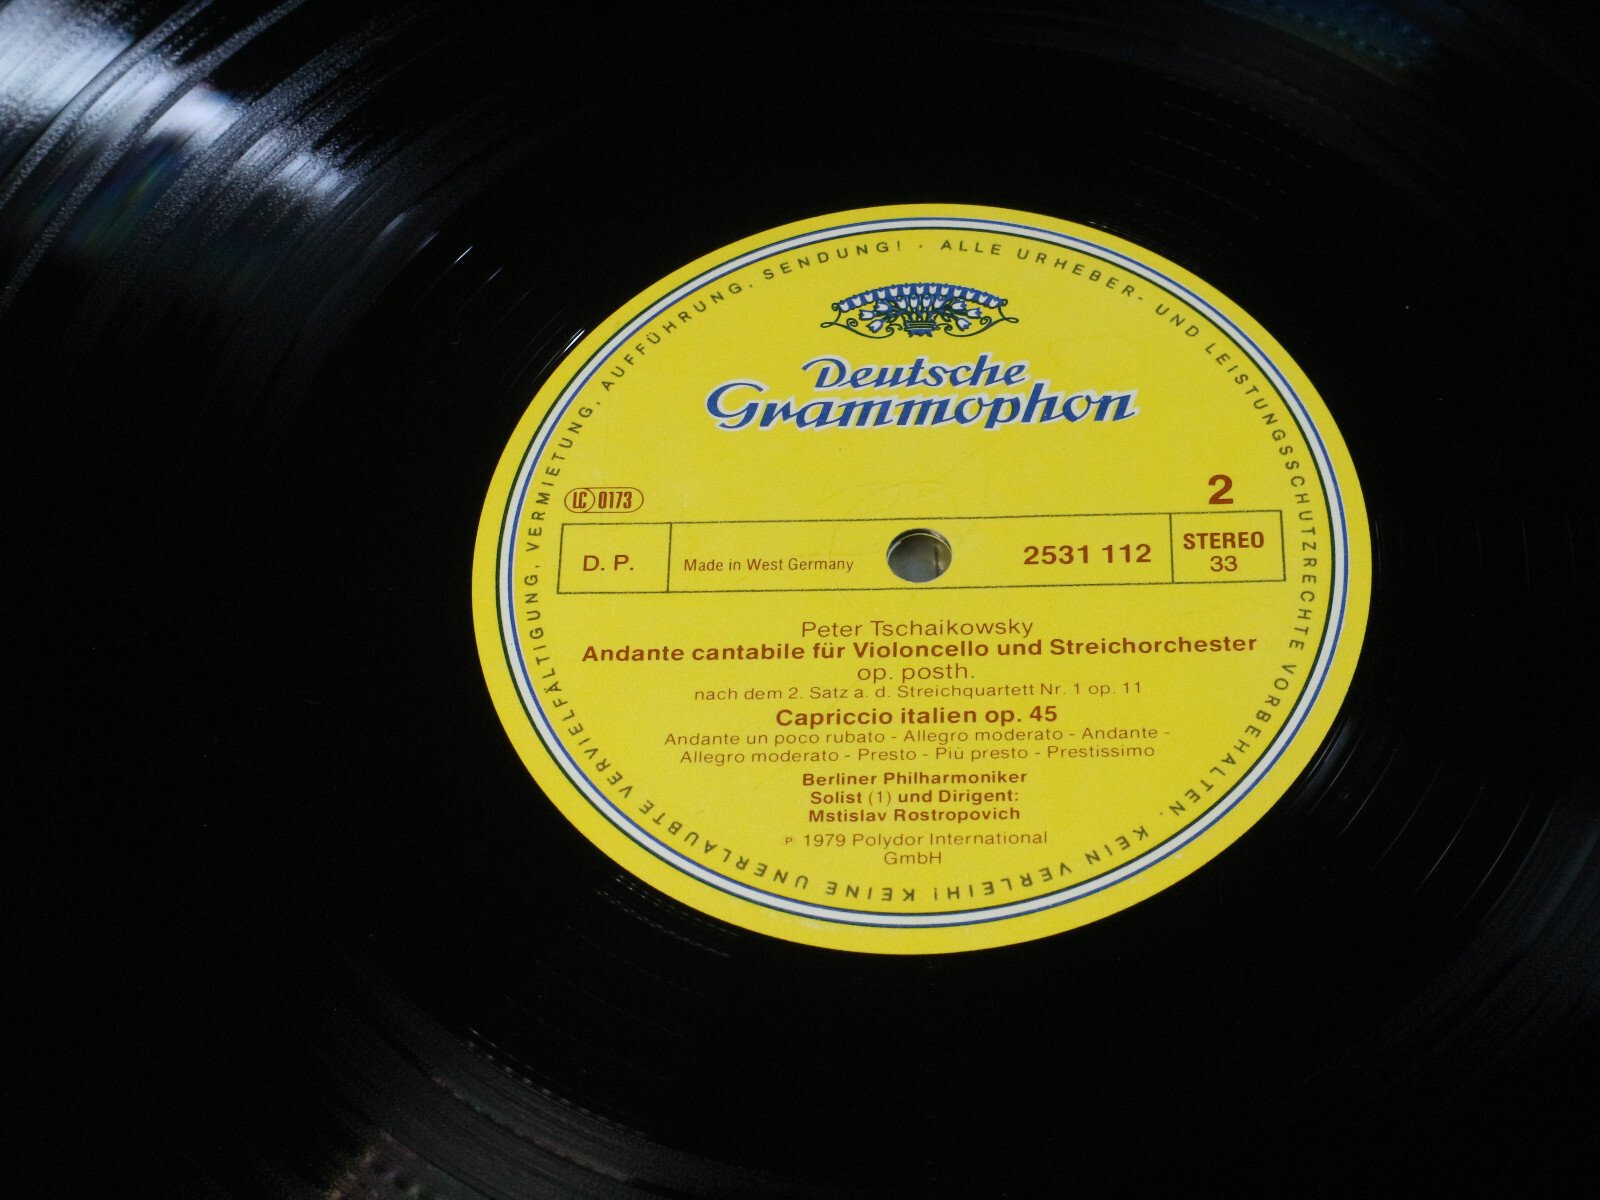 Deutsche
Grammophon
LC 0173
2
D. P.
Made in West Germany
2531 112
STEREO
33
Peter Tschaikowsky
Andante cantabile für Violoncello und Streichorchester
op. posth.
nach dem 2. Satz a. d. Streichquartett Nr. 1 op. 11
Capriccio italien op. 45
Andante un poco rubato - Allegro moderato - Andante -
Allegro moderato - Presto - Più presto - Prestissimo
Berliner Philharmoniker
Solist (1) und Dirigent:
Mstislav Rostropovich
℗ 1979 Polydor International
GmbH
ALLE URHEBER- UND LEISTUNGSSCHUTZRECHTE VORBEHALTEN · KEIN VERLEIH! KEINE UNERLAUBTE VERVIELFÄLTIGUNG, VERMIETUNG, AUFFÜHRUNG, SENDUNG! ·